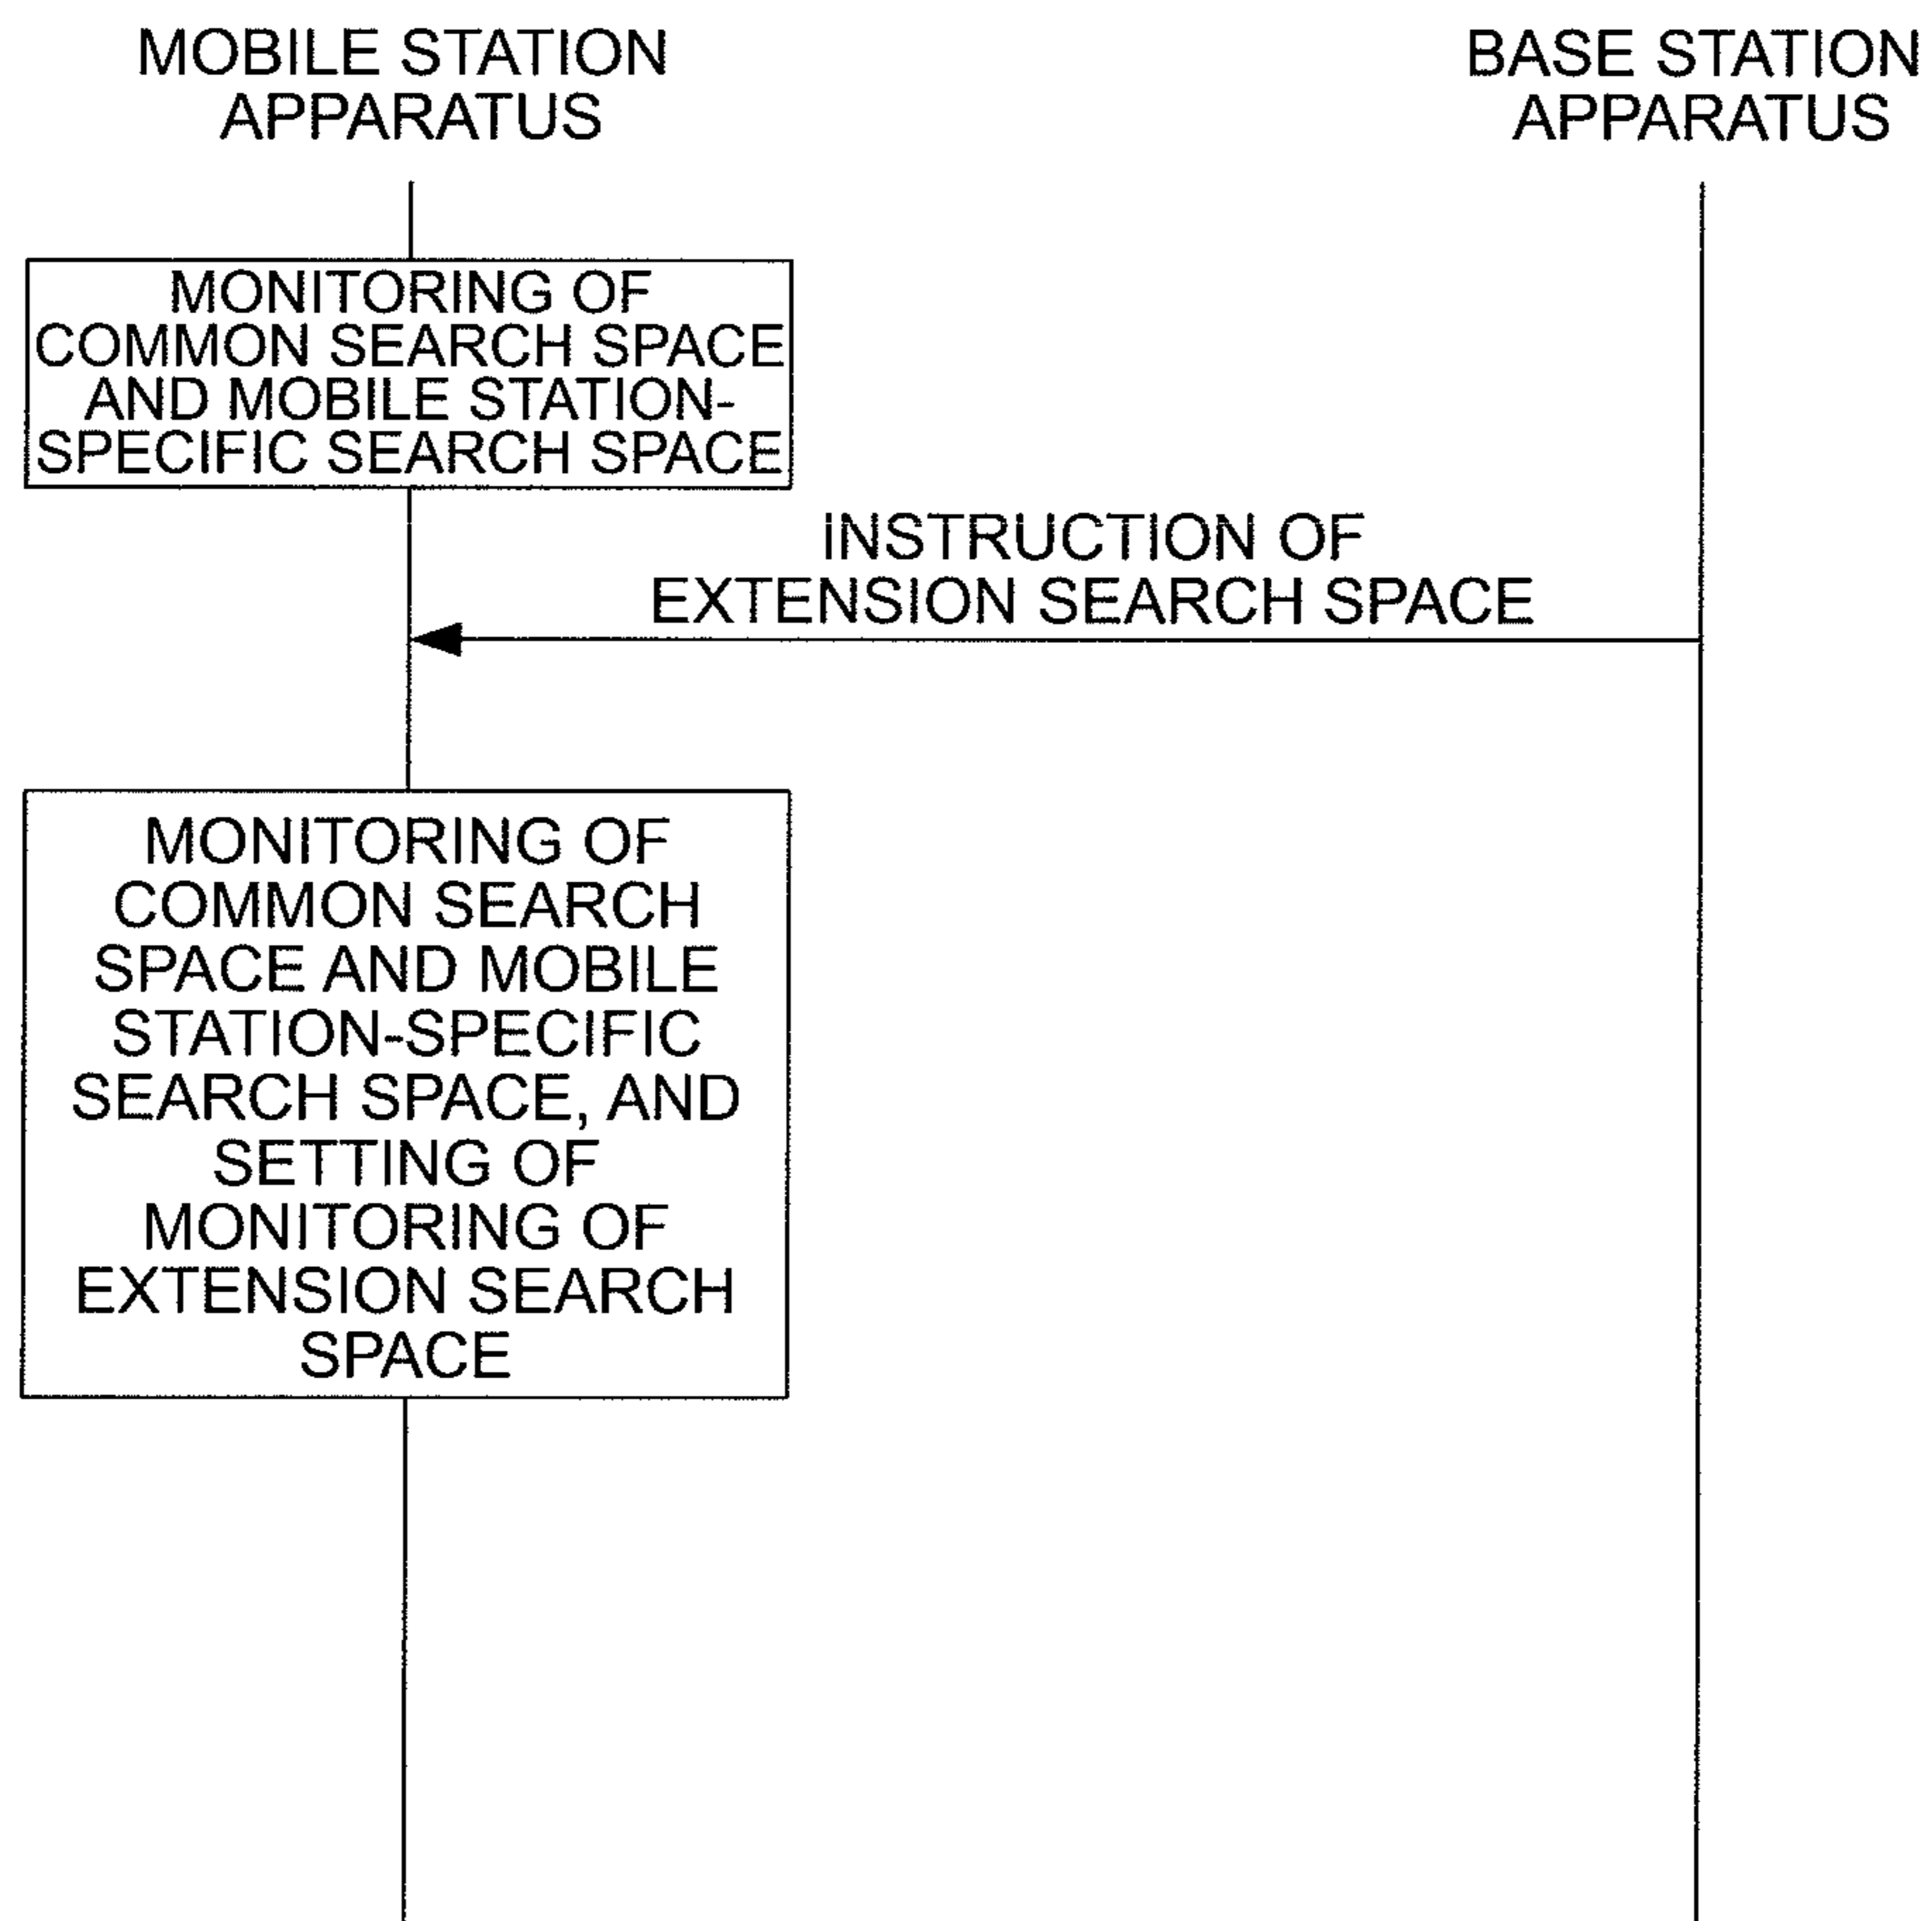 MOBILE STATION
APPARATUS
BASE STATION
APPARATUS
MONITORING OF
COMMON SEARCH SPACE
AND MOBILE STATION-
SPECIFIC SEARCH SPACE
INSTRUCTION OF
EXTENSION SEARCH SPACE
MONITORING OF
COMMON SEARCH
SPACE AND MOBILE
STATION-SPECIFIC
SEARCH SPACE, AND
SETTING OF
MONITORING OF
EXTENSION SEARCH
SPACE